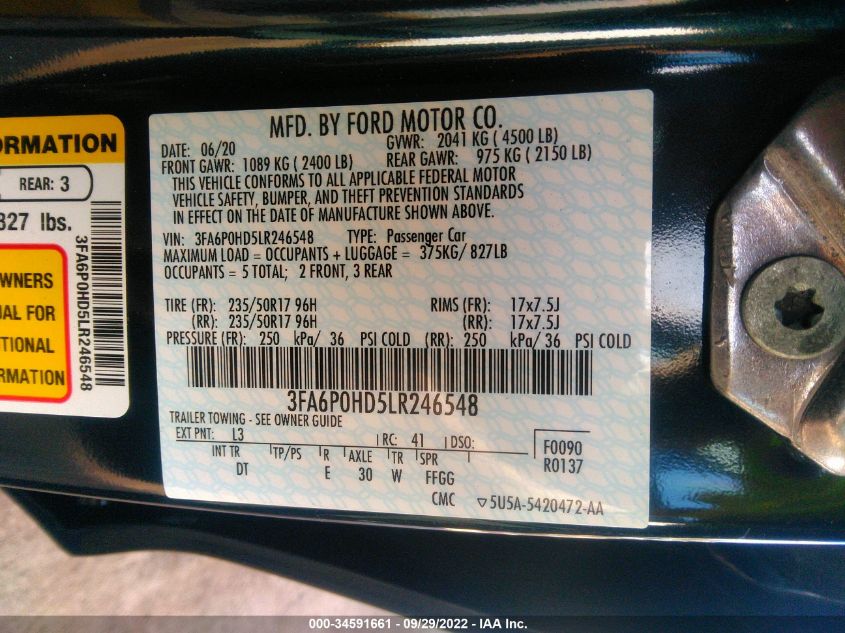 ORMATION
REAR: 3
827 lbs.
3FA6P0HD5LR246548
WNERS
UAL FOR
ITIONAL
ORMATION
MFD. BY FORD MOTOR CO.
DATE: 06/20 GVWR: 2041 KG ( 4500 LB)
FRONT GAWR: 1089 KG ( 2400 LB) REAR GAWR: 975 KG ( 2150 LB)
THIS VEHICLE CONFORMS TO ALL APPLICABLE FEDERAL MOTOR
VEHICLE SAFETY, BUMPER, AND THEFT PREVENTION STANDARDS
IN EFFECT ON THE DATE OF MANUFACTURE SHOWN ABOVE.
VIN: 3FA6P0HD5LR246548 TYPE: Passenger Car
MAXIMUM LOAD = OCCUPANTS + LUGGAGE = 375KG/ 827LB
OCCUPANTS = 5 TOTAL; 2 FRONT, 3 REAR
TIRE (FR): 235/50R17 96H RIMS (FR): 17x7.5J
(RR): 235/50R17 96H (RR): 17x7.5J
PRESSURE (FR): 250 kPa/ 36 PSI COLD (RR): 250 kPa/ 36 PSI COLD
3FA6P0HD5LR246548
TRAILER TOWING - SEE OWNER GUIDE
EXT PNT: L3 RC: 41 DSO: F0090
INT TR TP/PS R AXLE TR SPR R0137
DT E 30 W FFGG
CMC ▽5U5A-5420472-AA
000-34591661 - 09/29/2022 - IAA Inc.